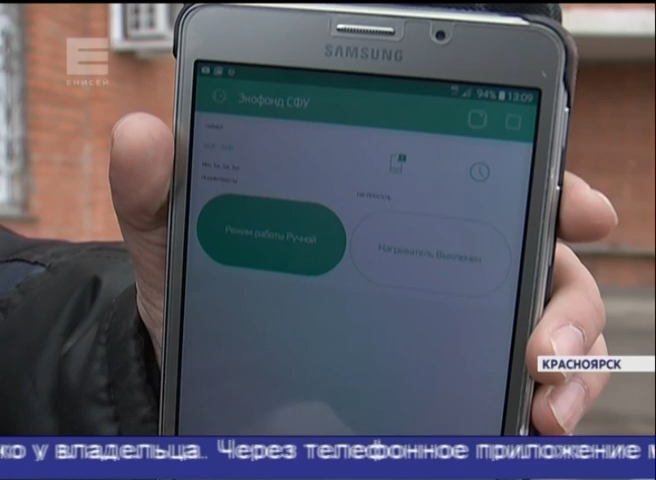 ЕНИСЕЙ
SAMSUNG
94% 13:09
Энофонд СФУ
Режим работы Ручной
Нагреватель Выключен
КРАСНОЯРСК
ко у владельца. Через телефонное приложение м